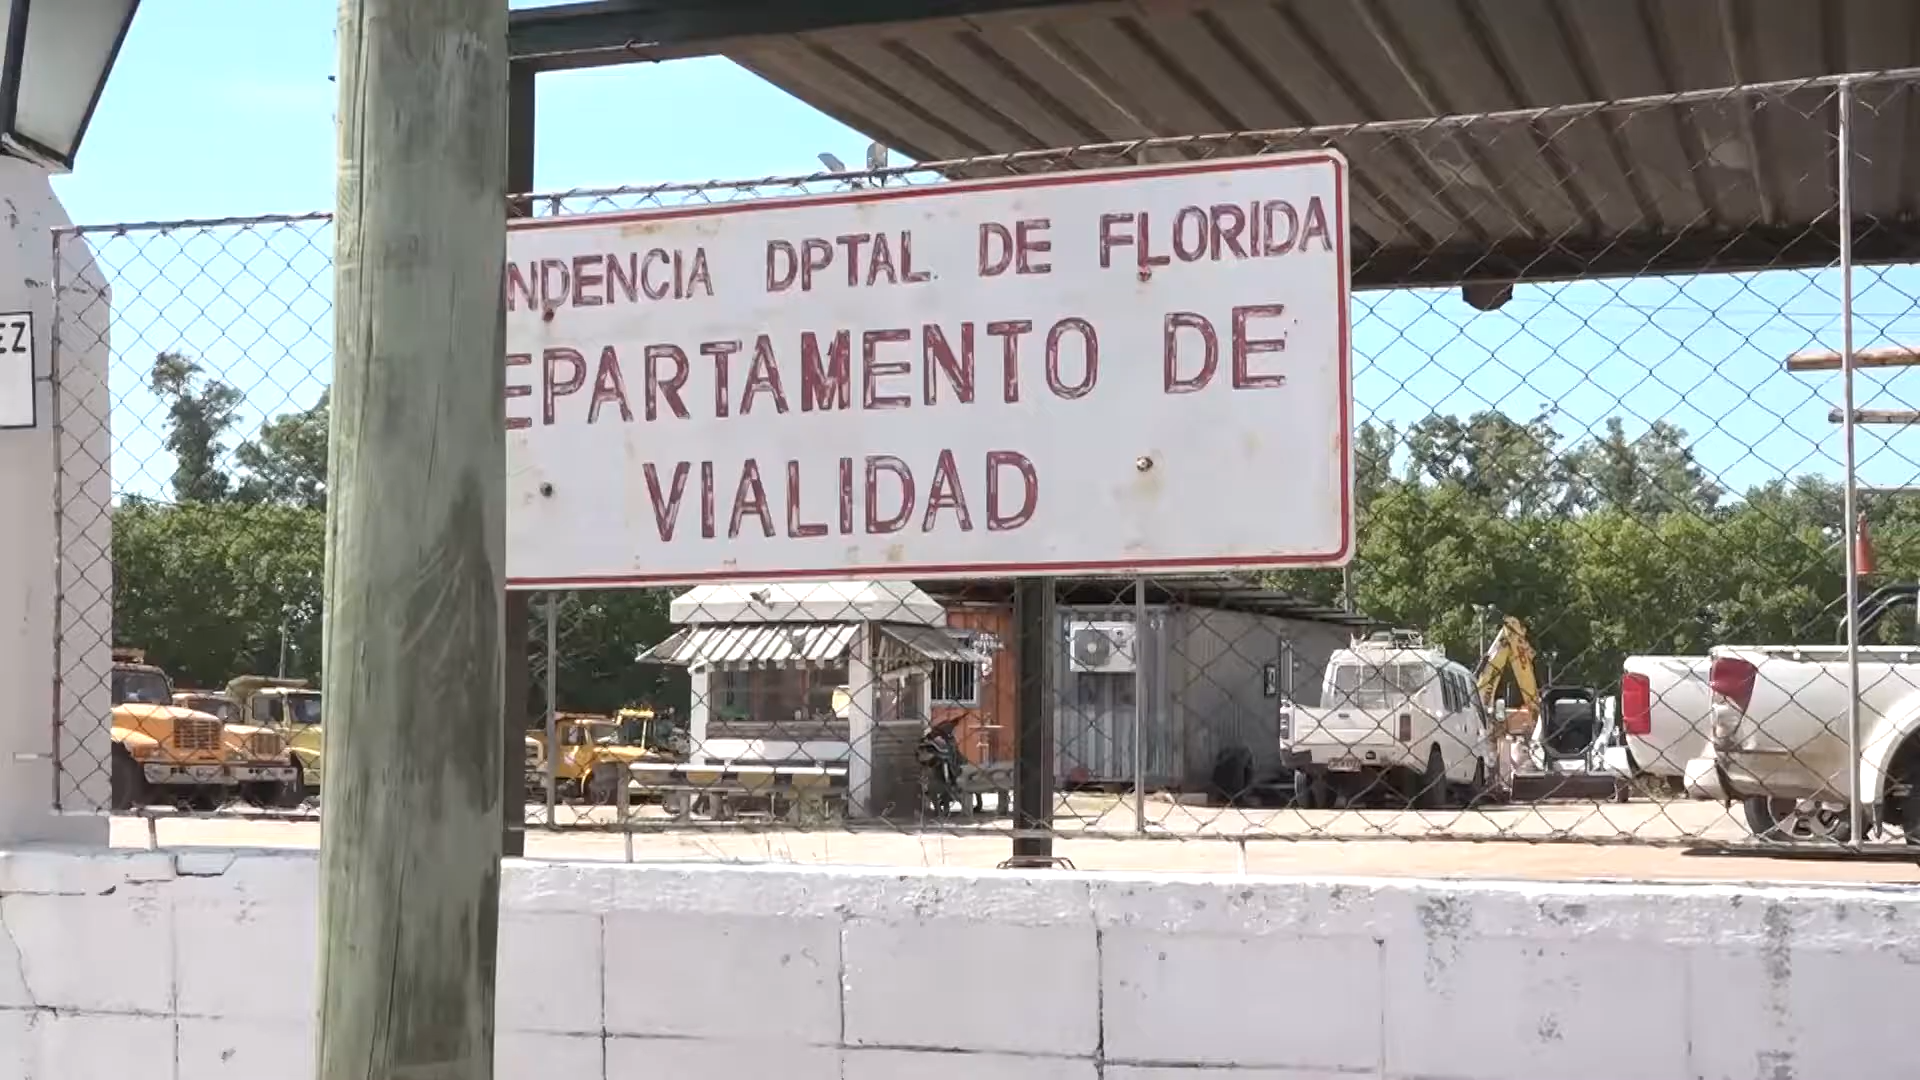 EZ
NDENCIA DPTAL. DE FLORIDA
EPARTAMENTO DE
VIALIDAD